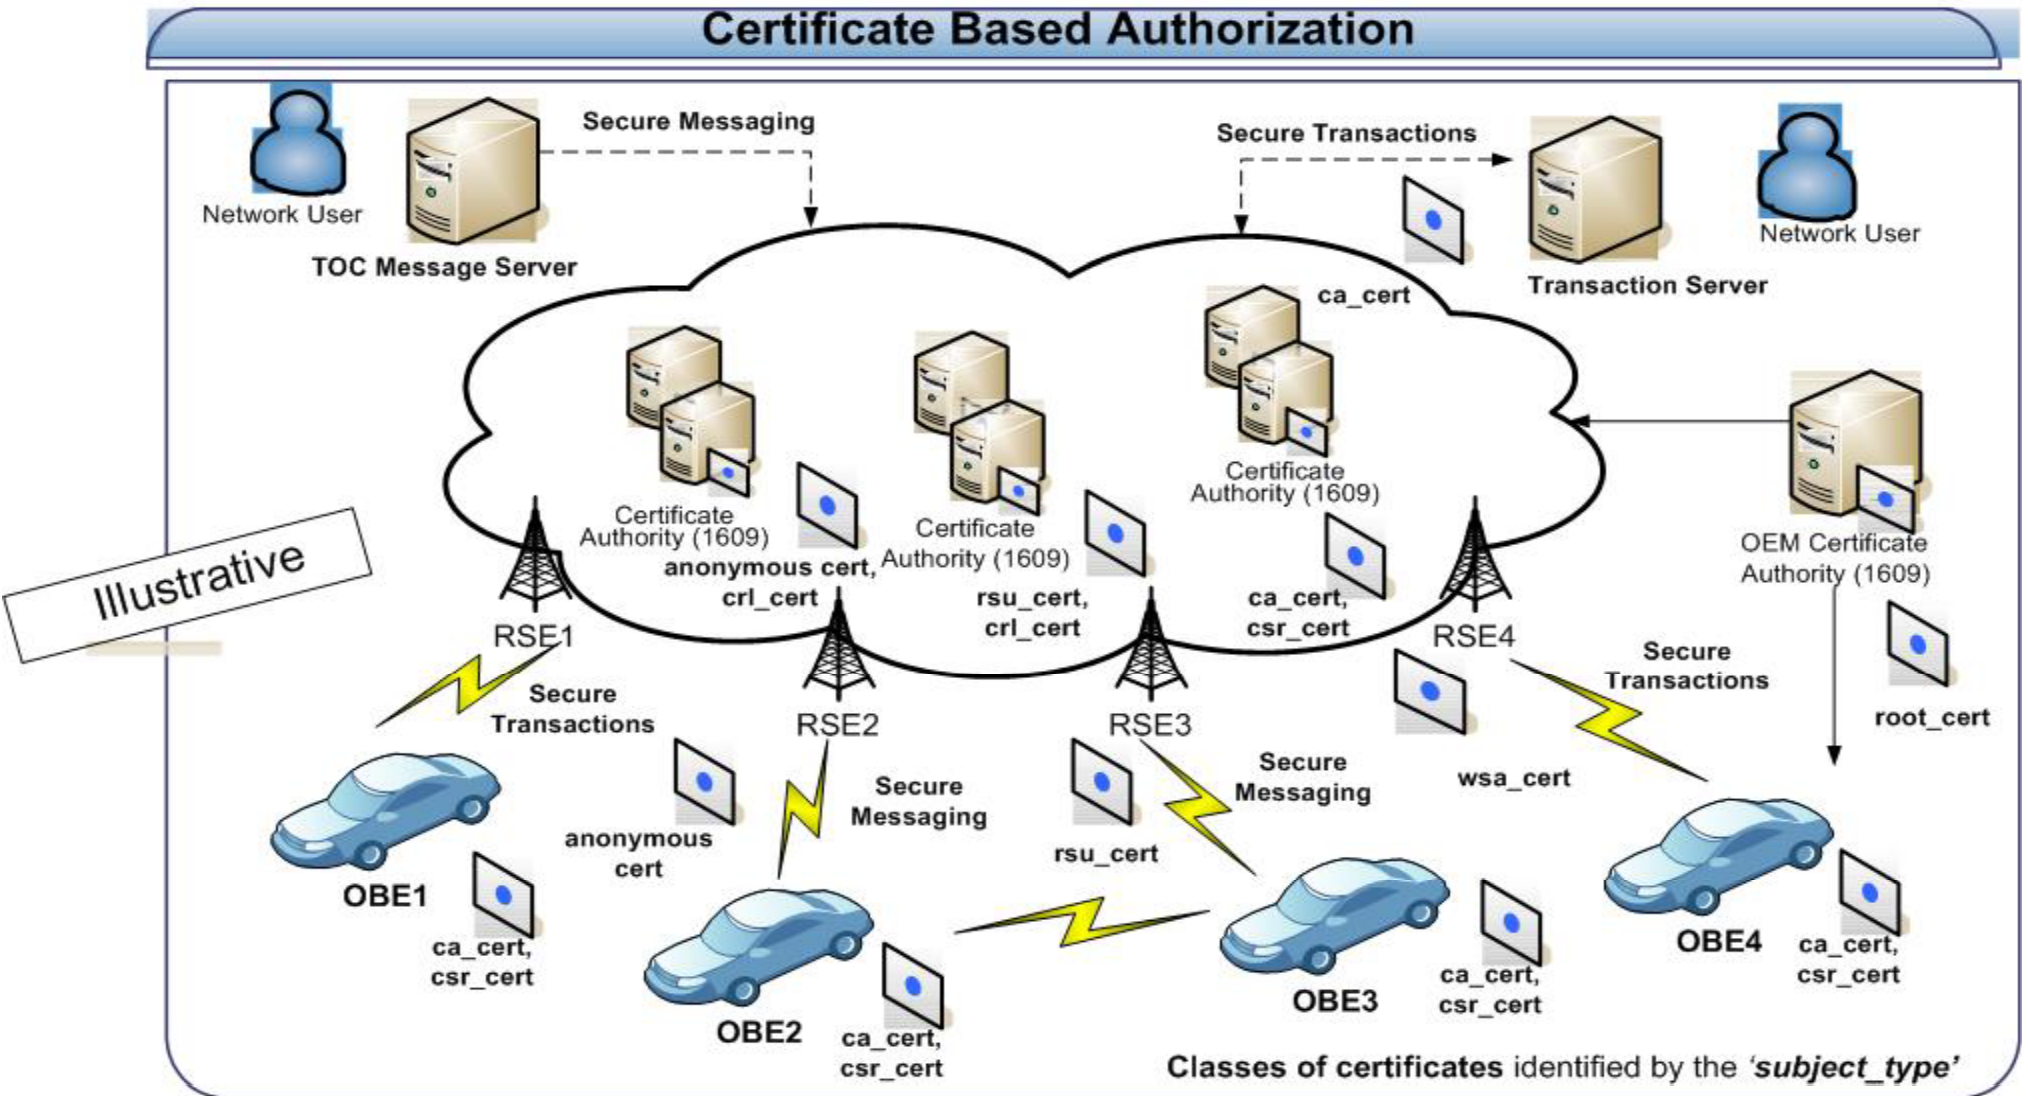 Certificate Based Authorization
Network User
TOC Message Server
Secure Messaging
Secure Transactions
Transaction Server
Network User
ca_cert
Certificate
Authority (1609)
anonymous cert,
crl_cert
Certificate
Authority (1609)
rsu_cert,
crl_cert
Certificate
Authority (1609)
ca_cert,
csr_cert
OEM Certificate
Authority (1609)
root_cert
Illustrative
RSE1
RSE2
RSE3
RSE4
Secure
Transactions
anonymous
cert
Secure
Messaging
rsu_cert
Secure
Messaging
wsa_cert
Secure
Transactions
OBE1
ca_cert,
csr_cert
OBE2
ca_cert,
csr_cert
OBE3
ca_cert,
csr_cert
OBE4
ca_cert,
csr_cert
Classes of certificates identified by the ‘subject_type’